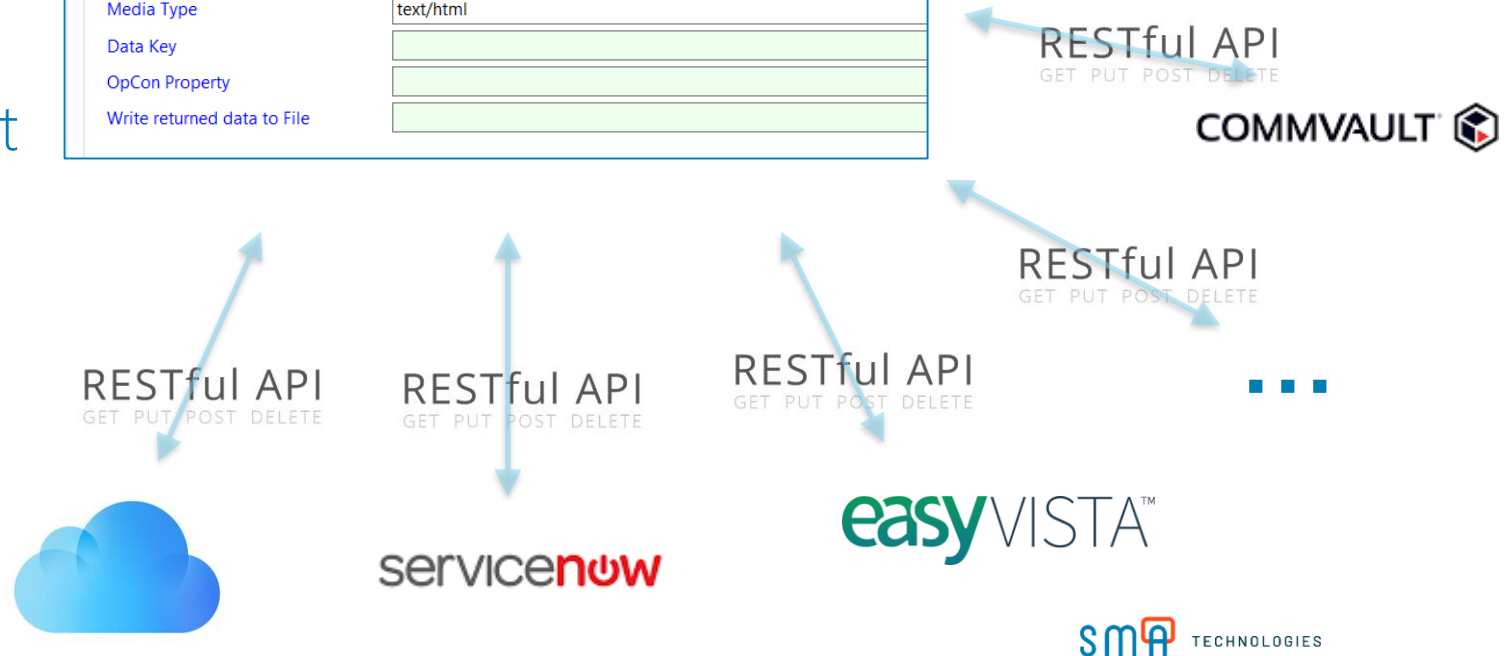 Media Type
text/html
Data Key
OpCon Property
Write returned data to File
t
RESTful API
GET PUT POST DELETE
COMMVAULT
RESTful API
GET PUT POST DELETE
RESTful API
GET PUT POST DELETE
RESTful API
GET PUT POST DELETE
RESTful API
GET PUT POST DELETE
...
servicenow
easyVISTA™
SMA TECHNOLOGIES